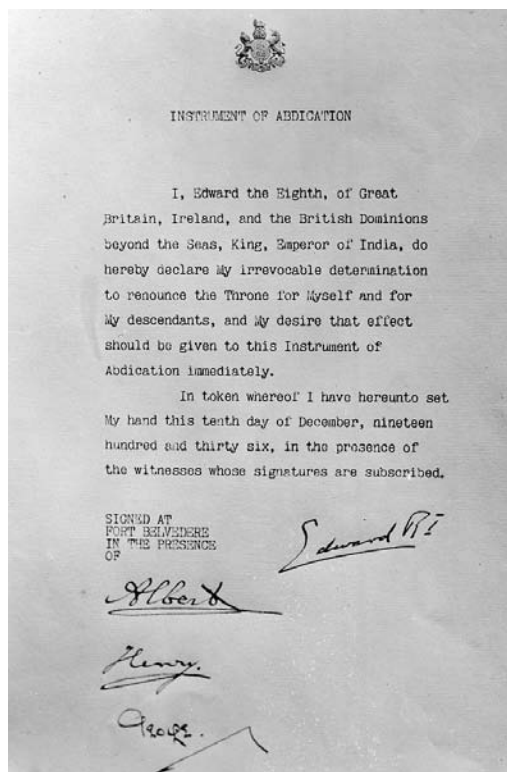 INSTRUMENT OF ABDICATION
I, Edward the Eighth, of Great
Britain, Ireland, and the British Dominions
beyond the Seas, King, Emperor of India, do
hereby declare My irrevocable determination
to renounce the Throne for Myself and for
My descendants, and My desire that effect
should be given to this Instrument of
Abdication immediately.
In token whereof I have hereunto set
My hand this tenth day of December, nineteen
hundred and thirty six, in the presence of
the witnesses whose signatures are subscribed.
SIGNED AT
FORT BELVEDERE
IN THE PRESENCE
OF
Edward RI
Albert
Henry.
George.